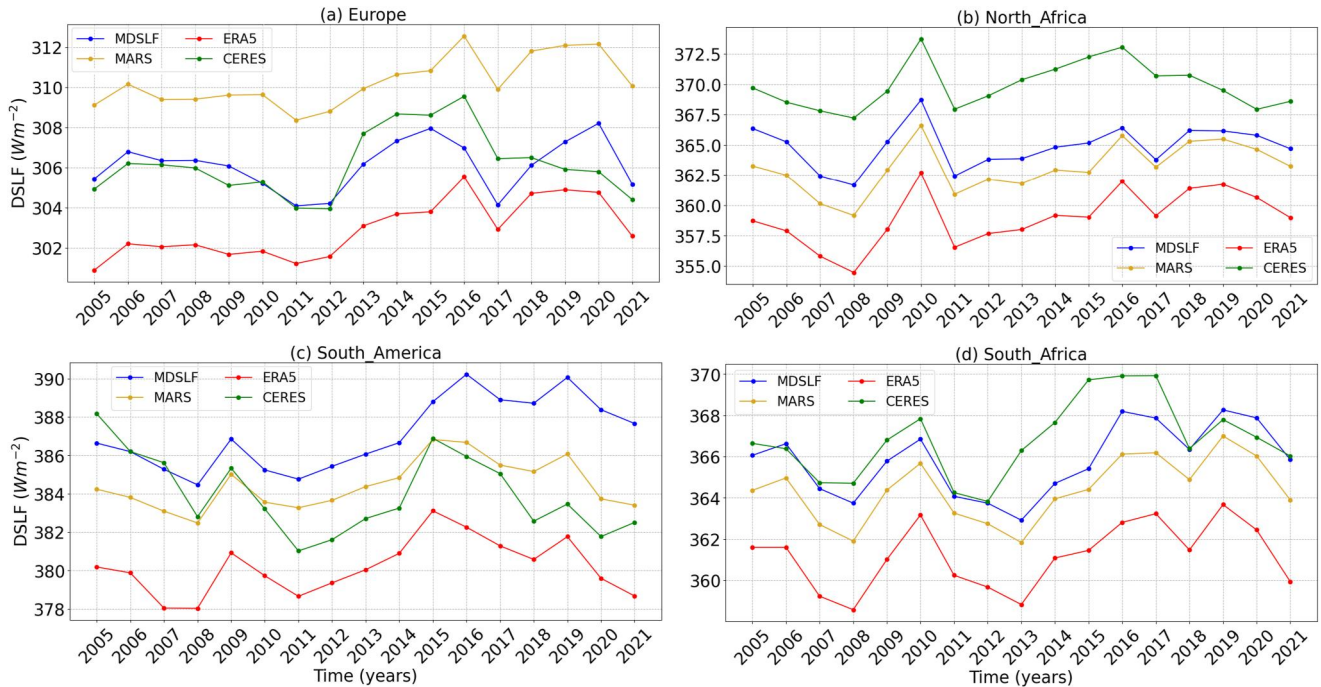 (a) Europe
MDSLF ERA5
MARS CERES
DSLF (Wm⁻²)
312
310
308
306
304
302
2005 2006 2007 2008 2009 2010 2011 2012 2013 2014 2015 2016 2017 2018 2019 2020 2021
(b) North_Africa
372.5
370.0
367.5
365.0
362.5
360.0
357.5
355.0
MDSLF ERA5
MARS CERES
2005 2006 2007 2008 2009 2010 2011 2012 2013 2014 2015 2016 2017 2018 2019 2020 2021
(c) South_America
MDSLF ERA5
MARS CERES
DSLF (Wm⁻²)
390
388
386
384
382
380
378
2005 2006 2007 2008 2009 2010 2011 2012 2013 2014 2015 2016 2017 2018 2019 2020 2021
Time (years)
(d) South_Africa
MDSLF ERA5
MARS CERES
370
368
366
364
362
360
2005 2006 2007 2008 2009 2010 2011 2012 2013 2014 2015 2016 2017 2018 2019 2020 2021
Time (years)